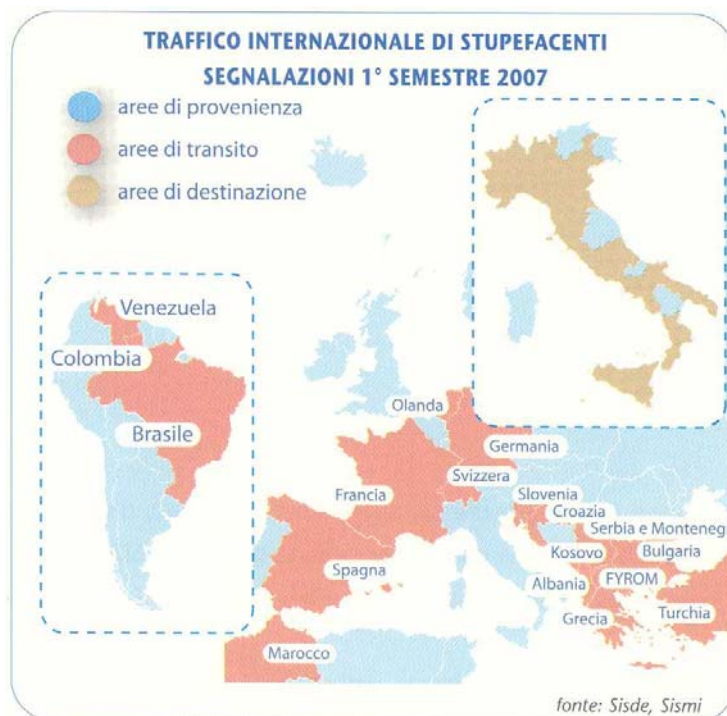 TRAFFICO INTERNAZIONALE DI STUPEFACENTI
SEGNALAZIONI 1° SEMESTRE 2007
aree di provenienza
aree di transito
aree di destinazione
Venezuela
Colombia
Brasile
Olanda
Germania
Svizzera
Francia
Slovenia
Croazia
Serbia e Monteneg
Kosovo
Bulgaria
Spagna
Albania
FYROM
Grecia
Turchia
Marocco
fonte: Sisde, Sismi